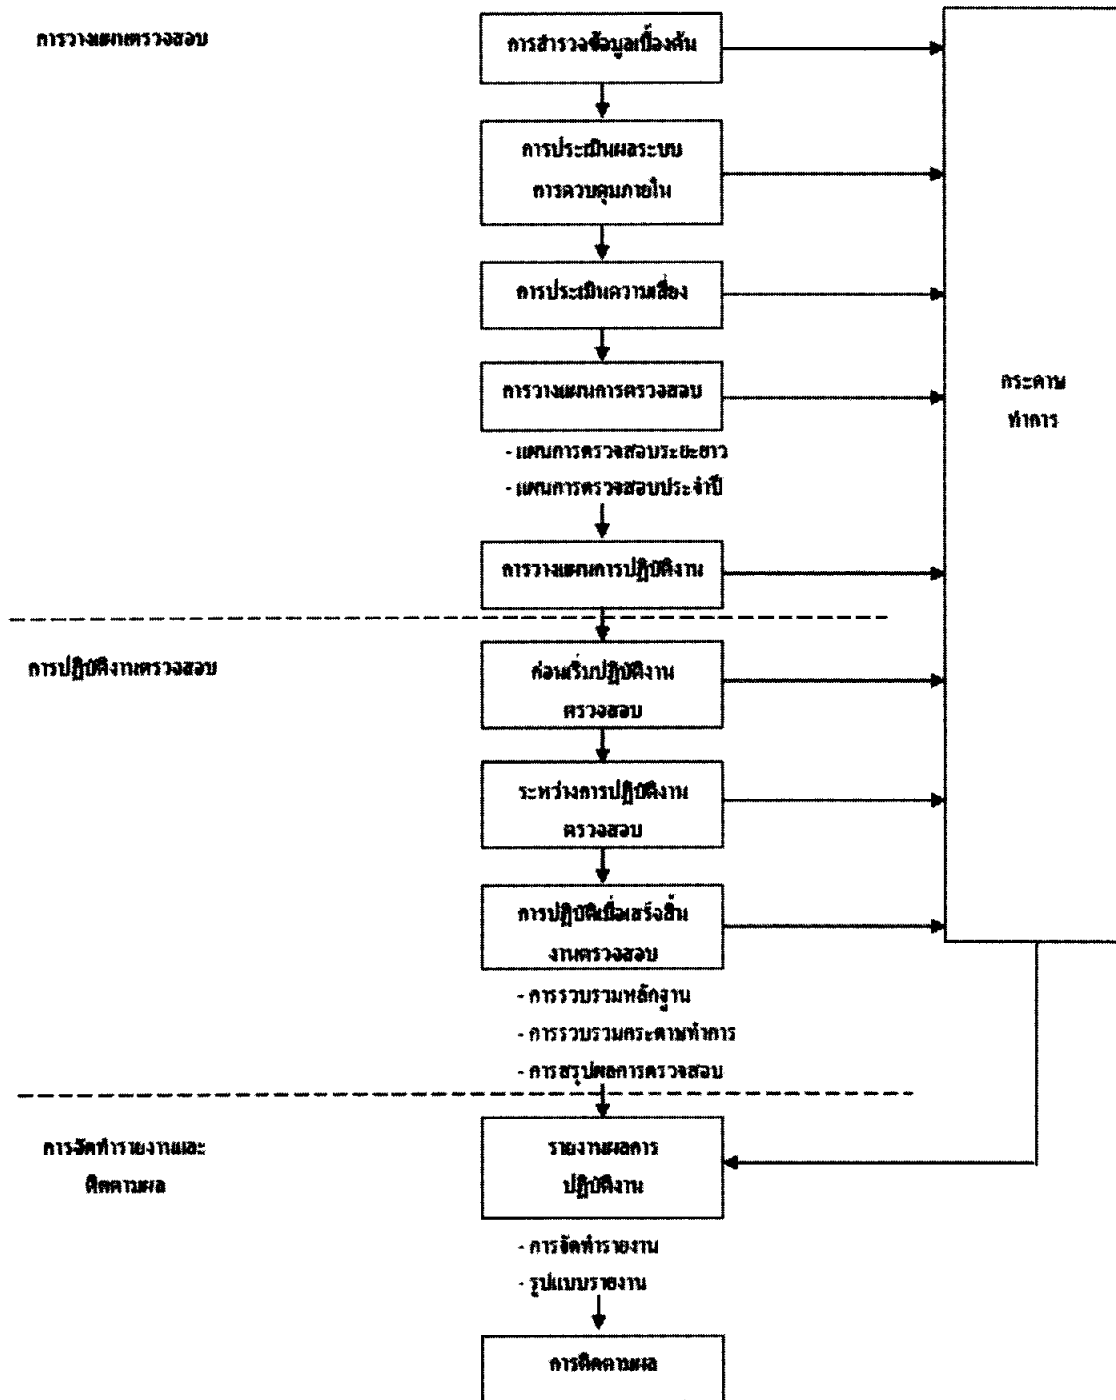 การวางแผนตรวจสอบ
การสำรวจข้อมูลเบื้องต้น
การประเมินผลระบบ
การควบคุมภายใน
การประเมินความเสี่ยง
การวางแผนการตรวจสอบ
- แผนการตรวจสอบระยะยาว
- แผนการตรวจสอบประจำปี
การวางแผนการปฏิบัติงาน
กระดาษ
ทำการ
การปฏิบัติงานตรวจสอบ
ก่อนเริ่มปฏิบัติงาน
ตรวจสอบ
ระหว่างการปฏิบัติงาน
ตรวจสอบ
การปฏิบัติเมื่อเสร็จสิ้น
งานตรวจสอบ
- การรวบรวมหลักฐาน
- การรวบรวมกระดาษทำการ
- การสรุปผลการตรวจสอบ
การจัดทำรายงานและ
ติดตามผล
รายงานผลการ
ปฏิบัติงาน
- การจัดทำรายงาน
- รูปแบบรายงาน
การติดตามผล